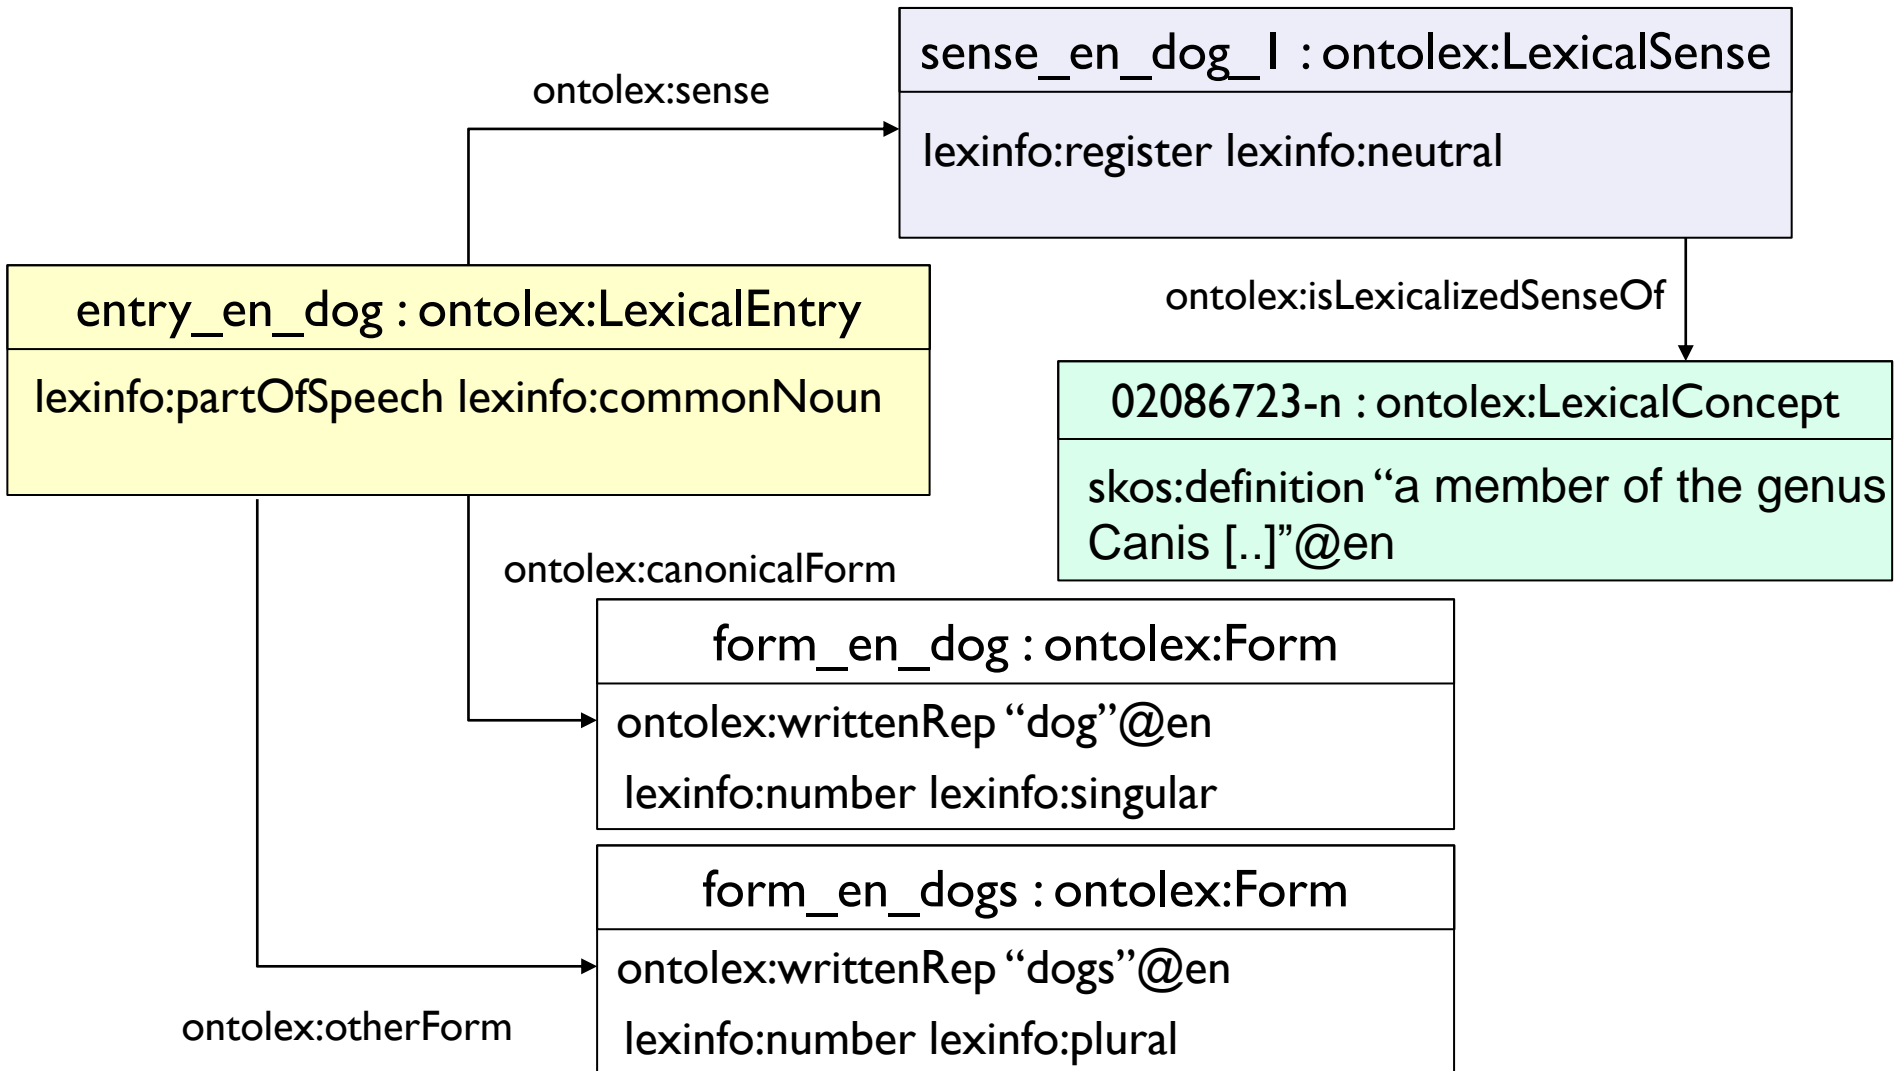 sense_en_dog_1 : ontolex:LexicalSense
ontolex:sense
lexinfo:register lexinfo:neutral
entry_en_dog : ontolex:LexicalEntry
ontolex:isLexicalizedSenseOf
lexinfo:partOfSpeech lexinfo:commonNoun
02086723-n : ontolex:LexicalConcept
skos:definition “a member of the genus
Canis [..]”@en
ontolex:canonicalForm
form_en_dog : ontolex:Form
ontolex:writtenRep “dog”@en
lexinfo:number lexinfo:singular
form_en_dogs : ontolex:Form
ontolex:writtenRep “dogs”@en
ontolex:otherForm
lexinfo:number lexinfo:plural